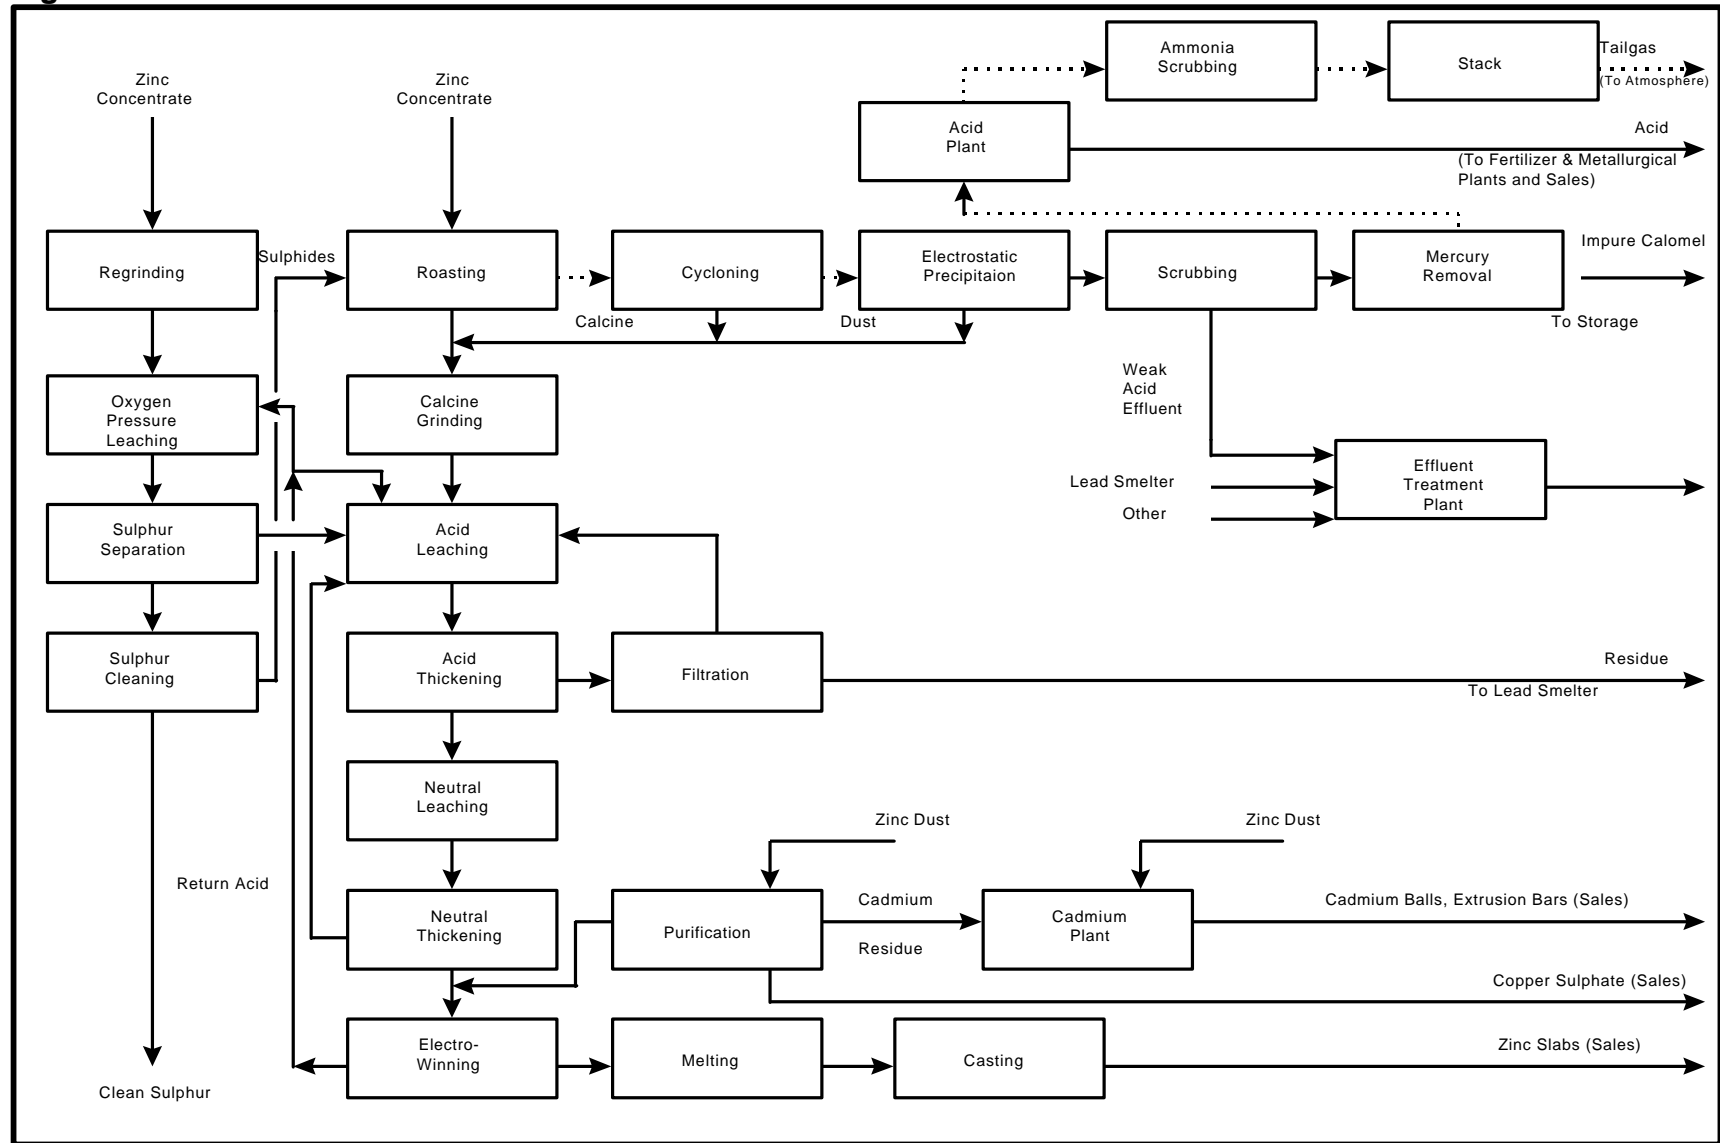 Ammonia
Scrubbing
Stack
Tailgas
(To Atmosphere)
Zinc
Concentrate
Zinc
Concentrate
Acid
Plant
Acid
(To Fertilizer & Metallurgical
Plants and Sales)
Regrinding
Sulphides
Roasting
Cycloning
Electrostatic
Precipitaion
Scrubbing
Mercury
Removal
Impure Calomel
To Storage
Calcine
Dust
Oxygen
Pressure
Leaching
Calcine
Grinding
Weak
Acid
Effluent
Lead Smelter
Other
Effluent
Treatment
Plant
Sulphur
Separation
Acid
Leaching
Sulphur
Cleaning
Acid
Thickening
Filtration
Residue
To Lead Smelter
Neutral
Leaching
Zinc Dust
Zinc Dust
Return Acid
Neutral
Thickening
Purification
Cadmium
Residue
Cadmium
Plant
Cadmium Balls, Extrusion Bars (Sales)
Copper Sulphate (Sales)
Electro-
Winning
Melting
Casting
Zinc Slabs (Sales)
Clean Sulphur